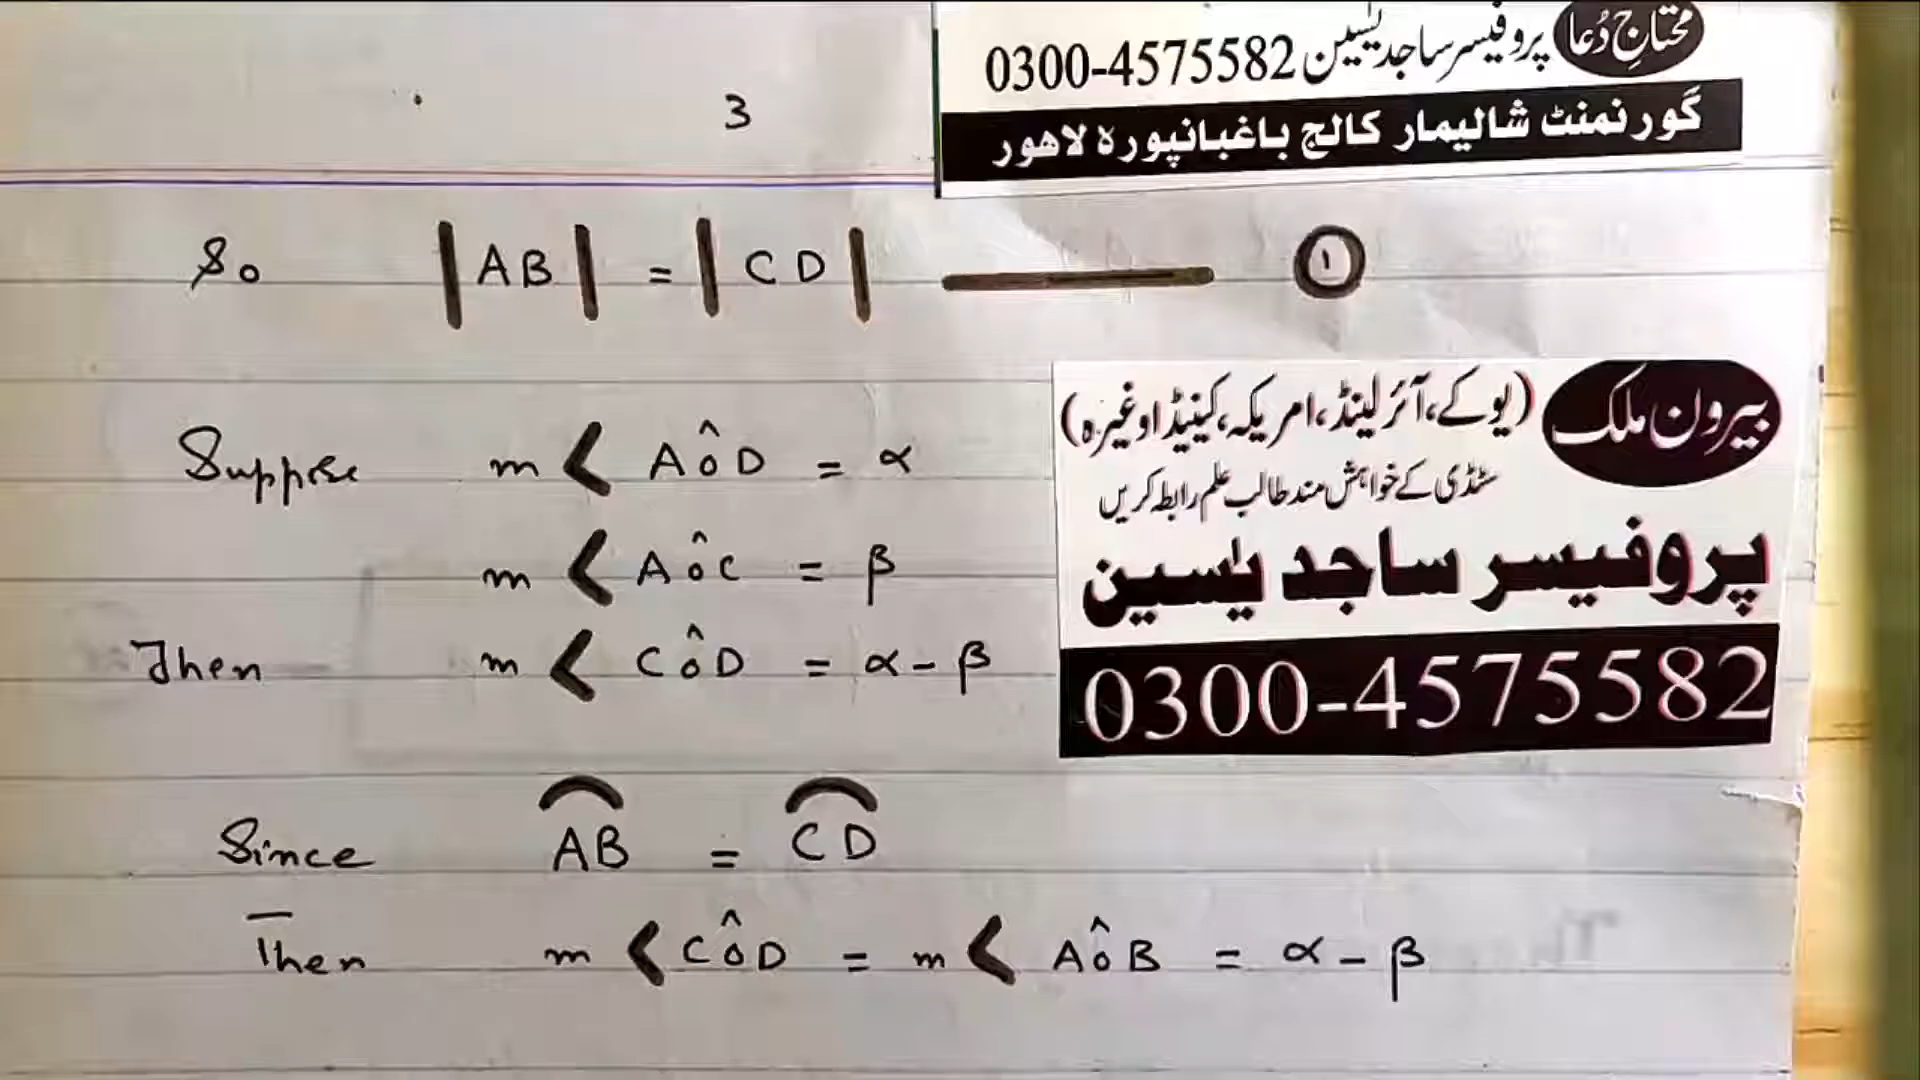 محتاجِ دُعا پروفیسر ساجد یٰسین 0300-4575582
گورنمنٹ شالیمار کالج باغبانپورہ لاہور
3
So |AB| = |CD| —— ①
بیرون ملک (یوکے، آئرلینڈ، امریکہ، کینیڈا وغیرہ)
سٹڈی کے خواہش مند طالب علم رابطہ کریں
پروفیسر ساجد یٰسین
0300-4575582
Suppose m < AÔD = α
m < AÔC = β
Then m < CÔD = α - β
Since A͡B = C͡D
Then m < CÔD = m < AÔB = α - β